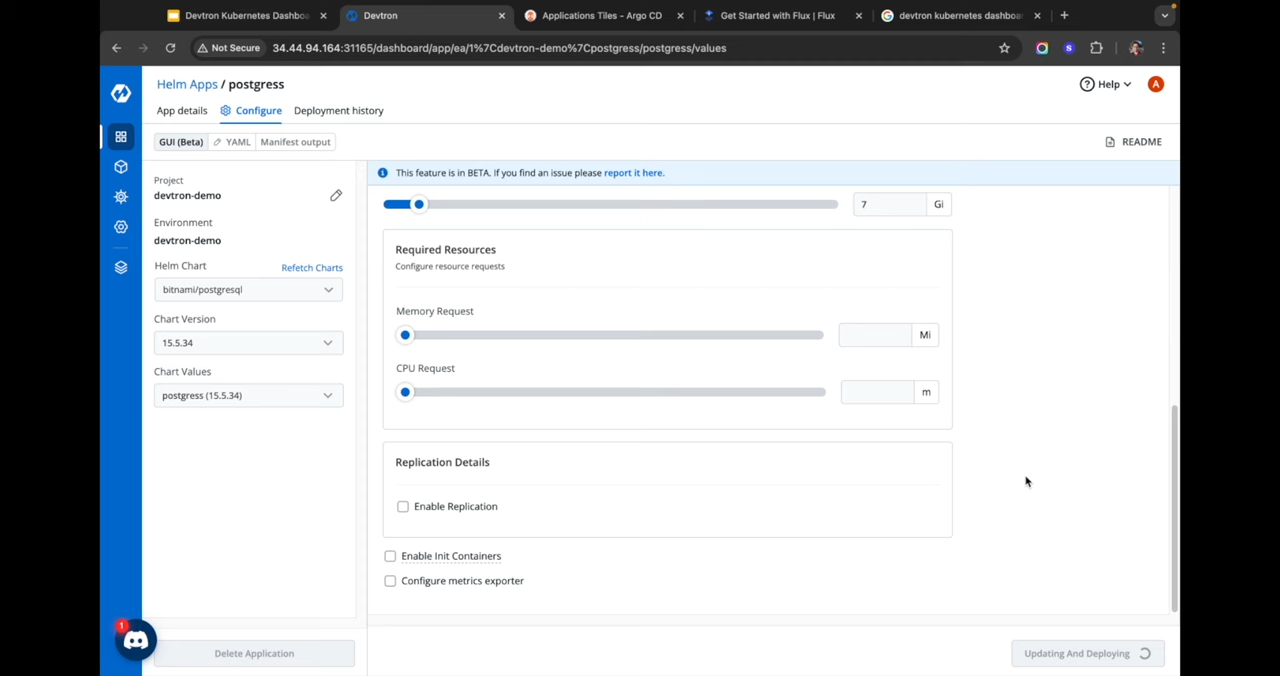 Devtron Kubernetes Dashbo
Devtron
Applications Tiles - Argo CD
Get Started with Flux | Flux
devtron kubernetes dashboa
Not Secure
34.44.94.164:31165/dashboard/app/ea/1%7Cdevtron-demo%7Cpostgress/postgress/values
S
Helm Apps / postgress
Help
A
App details
Configure
Deployment history
GUI (Beta)
YAML
Manifest output
README
Project
devtron-demo
Environment
devtron-demo
Helm Chart
Refetch Charts
bitnami/postgresql
Chart Version
15.5.34
Chart Values
postgress (15.5.34)
This feature is in BETA. If you find an issue please report it here.
7
Gi
Required Resources
Configure resource requests
Memory Request
Mi
CPU Request
m
Replication Details
Enable Replication
Enable Init Containers
Configure metrics exporter
1
Delete Application
Updating And Deploying